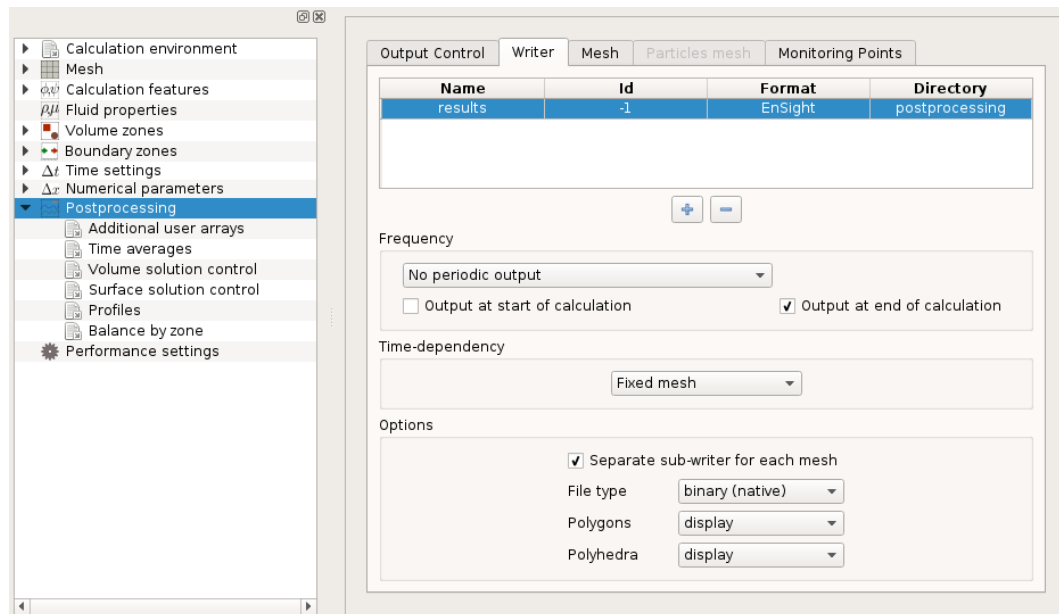 Calculation environment
Mesh
φ,ψ Calculation features
ρ,μ Fluid properties
Volume zones
Boundary zones
Δt Time settings
Δx Numerical parameters
Postprocessing
Additional user arrays
Time averages
Volume solution control
Surface solution control
Profiles
Balance by zone
Performance settings
Output Control Writer Mesh Particles mesh Monitoring Points
Name Id Format Directory
results -1 EnSight postprocessing
Frequency
No periodic output
Output at start of calculation Output at end of calculation
Time-dependency
Fixed mesh
Options
Separate sub-writer for each mesh
File type binary (native)
Polygons display
Polyhedra display